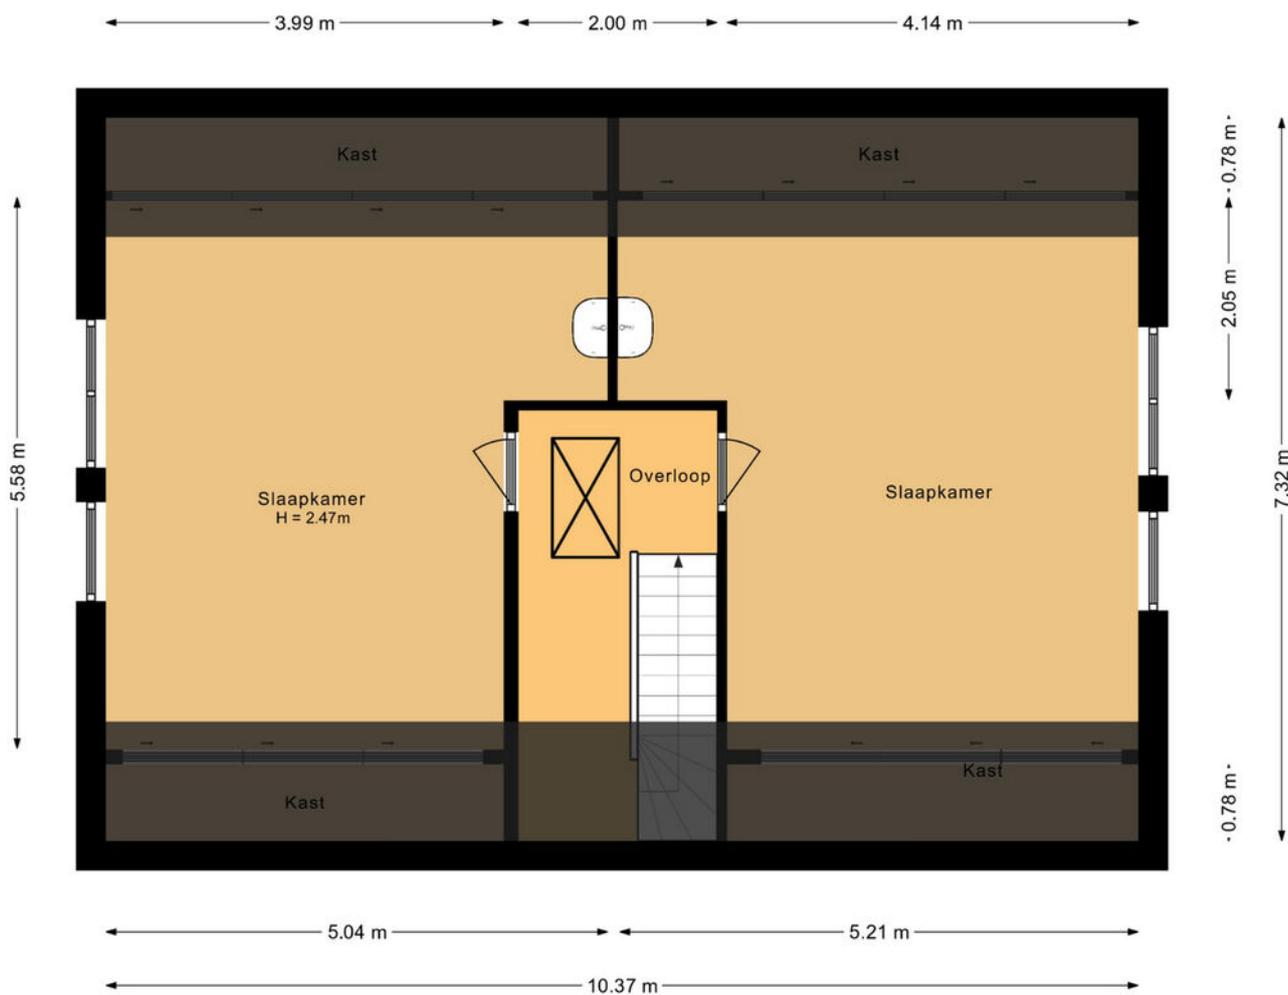 3.99 m
2.00 m
4.14 m
Kast
Kast
0.78 m
2.05 m
5.58 m
7.32 m
Overloop
Slaapkamer
H = 2.47m
Slaapkamer
Kast
Kast
0.78 m
5.04 m
5.21 m
10.37 m